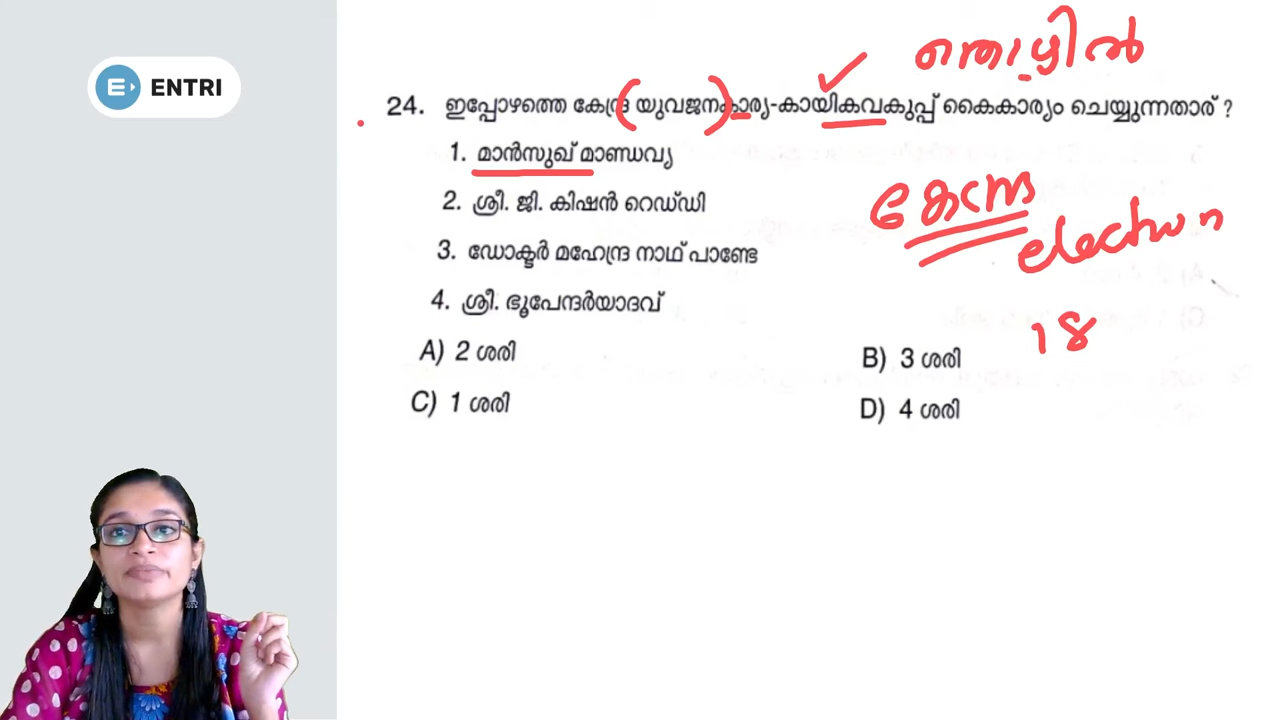 ENTRI
തൊഴിൽ
24. ഇപ്പോഴത്തെ കേന്ദ്ര യുവജനകാര്യ-കായികവകുപ്പ് കൈകാര്യം ചെയ്യുന്നതാര് ?
1. മാൻസുഖ് മാണ്ഡവ്യ
2. ശ്രീ. ജി. കിഷൻ റെഡ്ഡി
3. ഡോക്ടർ മഹേന്ദ്ര നാഥ് പാണ്ടേ
4. ശ്രീ. ഭൂപേന്ദർയാദവ്
കേന്ദ്ര
election
18
A) 2 ശരി
B) 3 ശരി
C) 1 ശരി
D) 4 ശരി